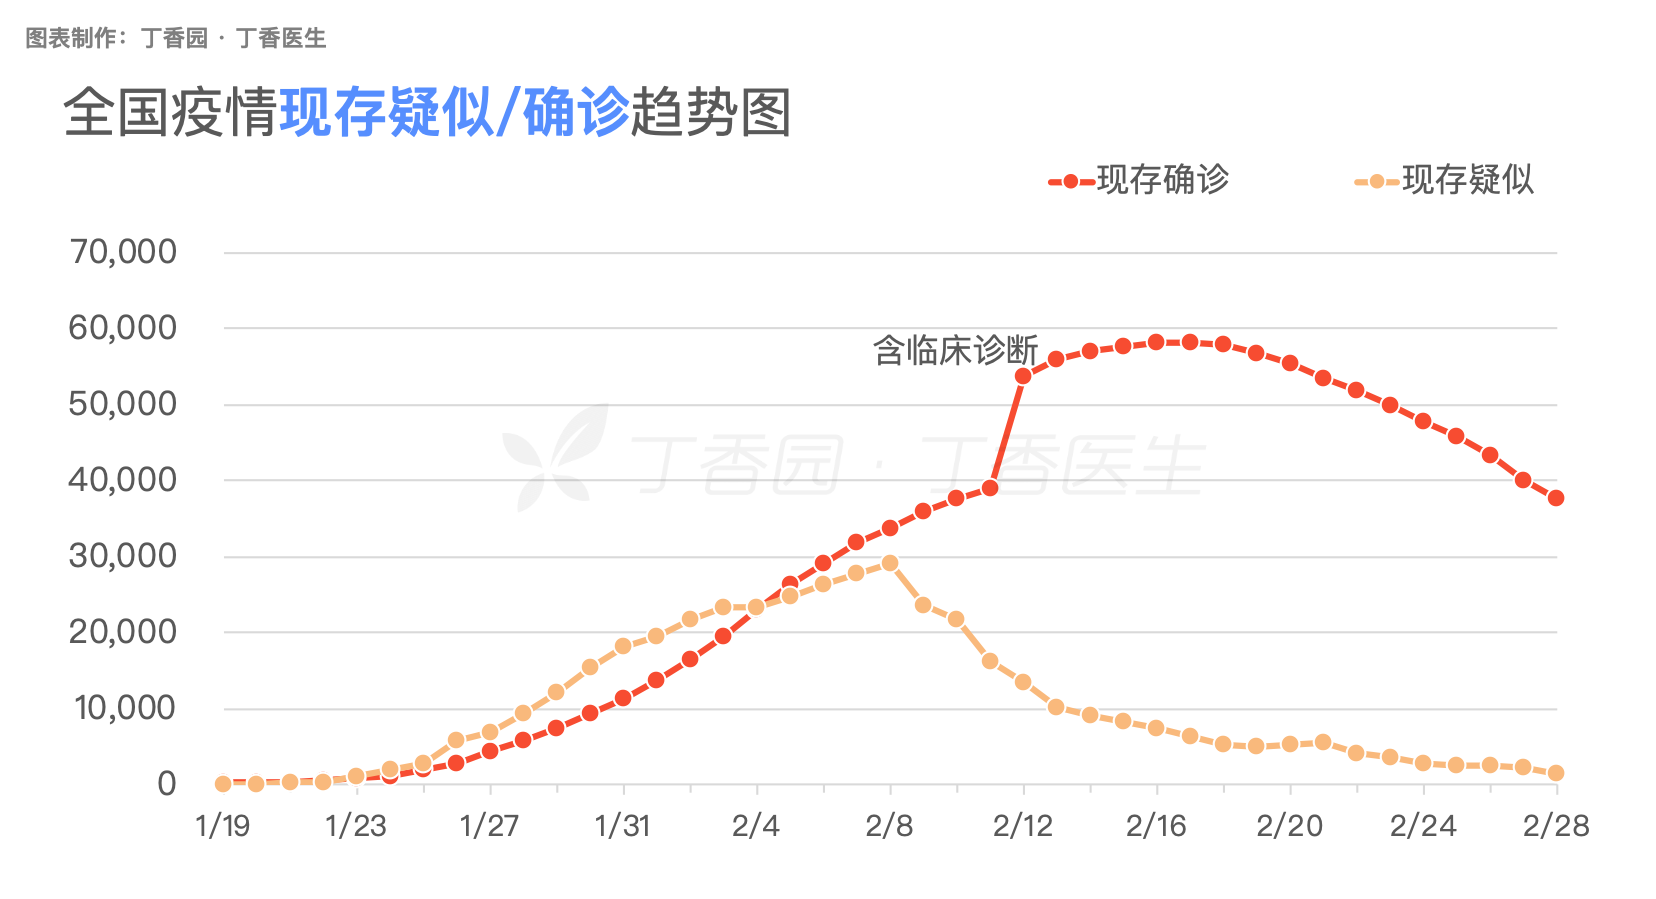 图表制作：丁香园 · 丁香医生
全国疫情现存疑似/确诊趋势图
现存确诊 现存疑似
70,000
60,000
含临床诊断
50,000
丁香园 · 丁香医生
40,000
30,000
20,000
10,000
0
1/19 1/23 1/27 1/31 2/4 2/8 2/12 2/16 2/20 2/24 2/28